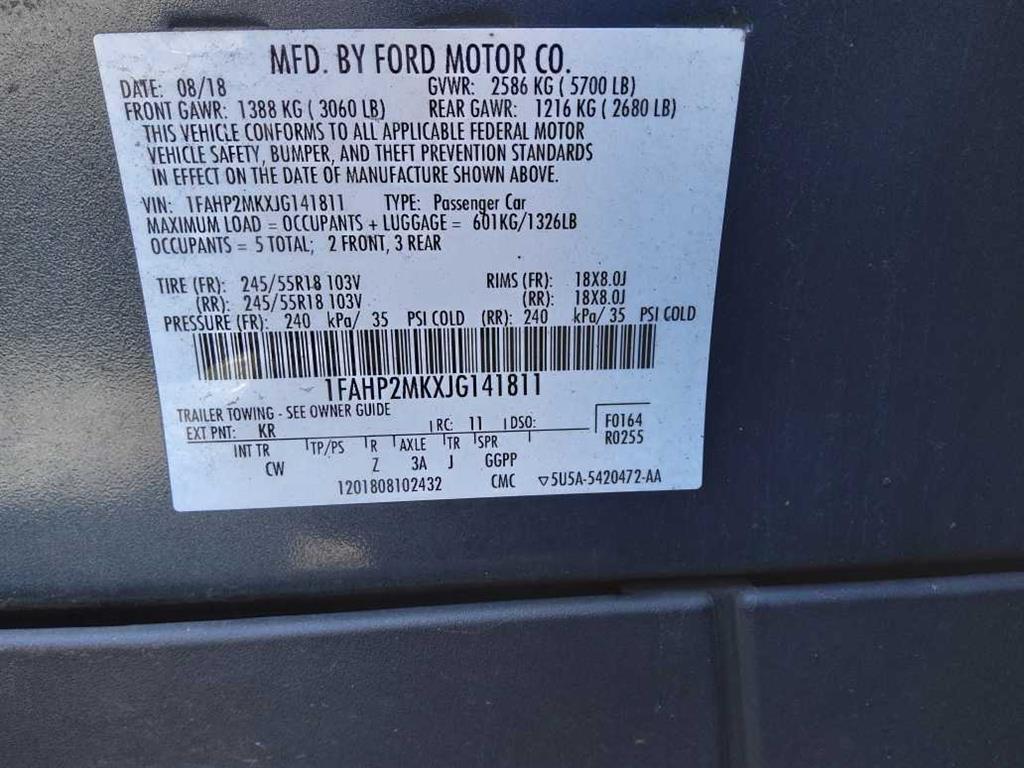 MFD. BY FORD MOTOR CO.
DATE: 08/18 GVWR: 2586 KG ( 5700 LB)
FRONT GAWR: 1388 KG ( 3060 LB) REAR GAWR: 1216 KG ( 2680 LB)
THIS VEHICLE CONFORMS TO ALL APPLICABLE FEDERAL MOTOR
VEHICLE SAFETY, BUMPER, AND THEFT PREVENTION STANDARDS
IN EFFECT ON THE DATE OF MANUFACTURE SHOWN ABOVE.
VIN: 1FAHP2MKXJG141811 TYPE: Passenger Car
MAXIMUM LOAD = OCCUPANTS + LUGGAGE = 601KG/1326LB
OCCUPANTS = 5 TOTAL; 2 FRONT, 3 REAR
TIRE (FR): 245/55R18 103V RIMS (FR): 18X8.0J
(RR): 245/55R18 103V (RR): 18X8.0J
PRESSURE (FR): 240 kPa/ 35 PSI COLD (RR): 240 kPa/ 35 PSI COLD
1FAHP2MKXJG141811
TRAILER TOWING - SEE OWNER GUIDE
EXT PNT: KR RC: 11 DSO: F0164
R0255
INT TR TP/PS R AXLE TR SPR
CW Z 3A J GGPP
1201808102432 CMC ▽5U5A-5420472-AA